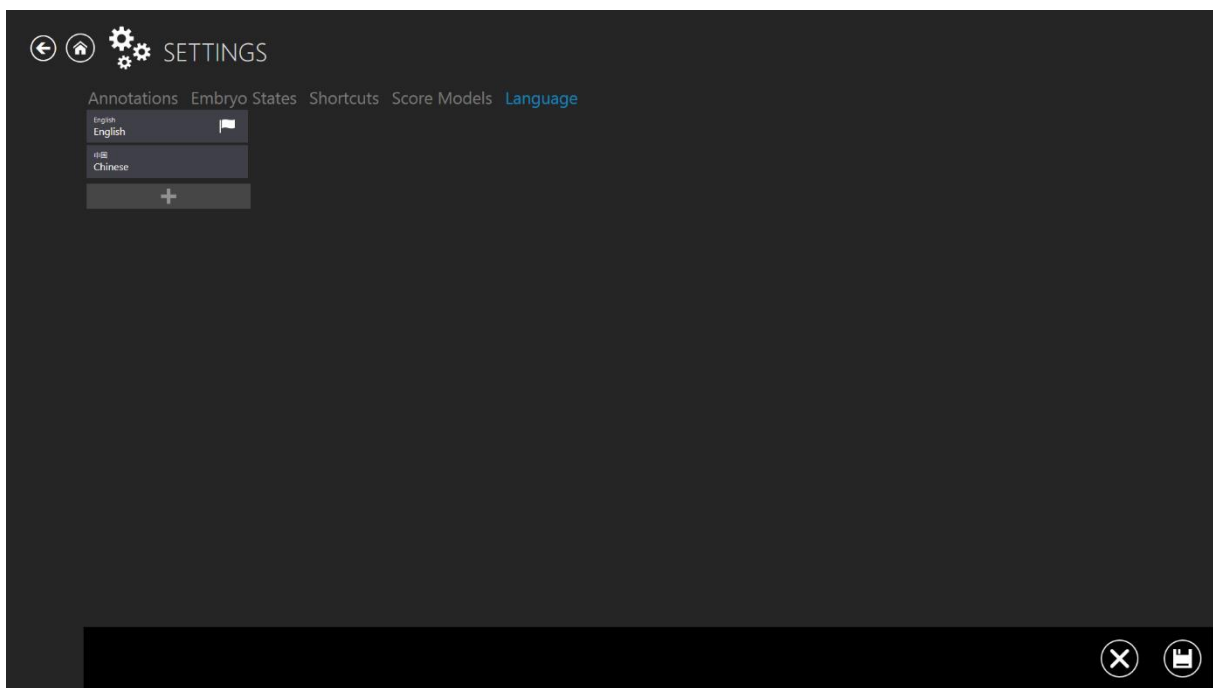 SETTINGS
Annotations Embryo States Shortcuts Score Models Language
English
English
中国
Chinese